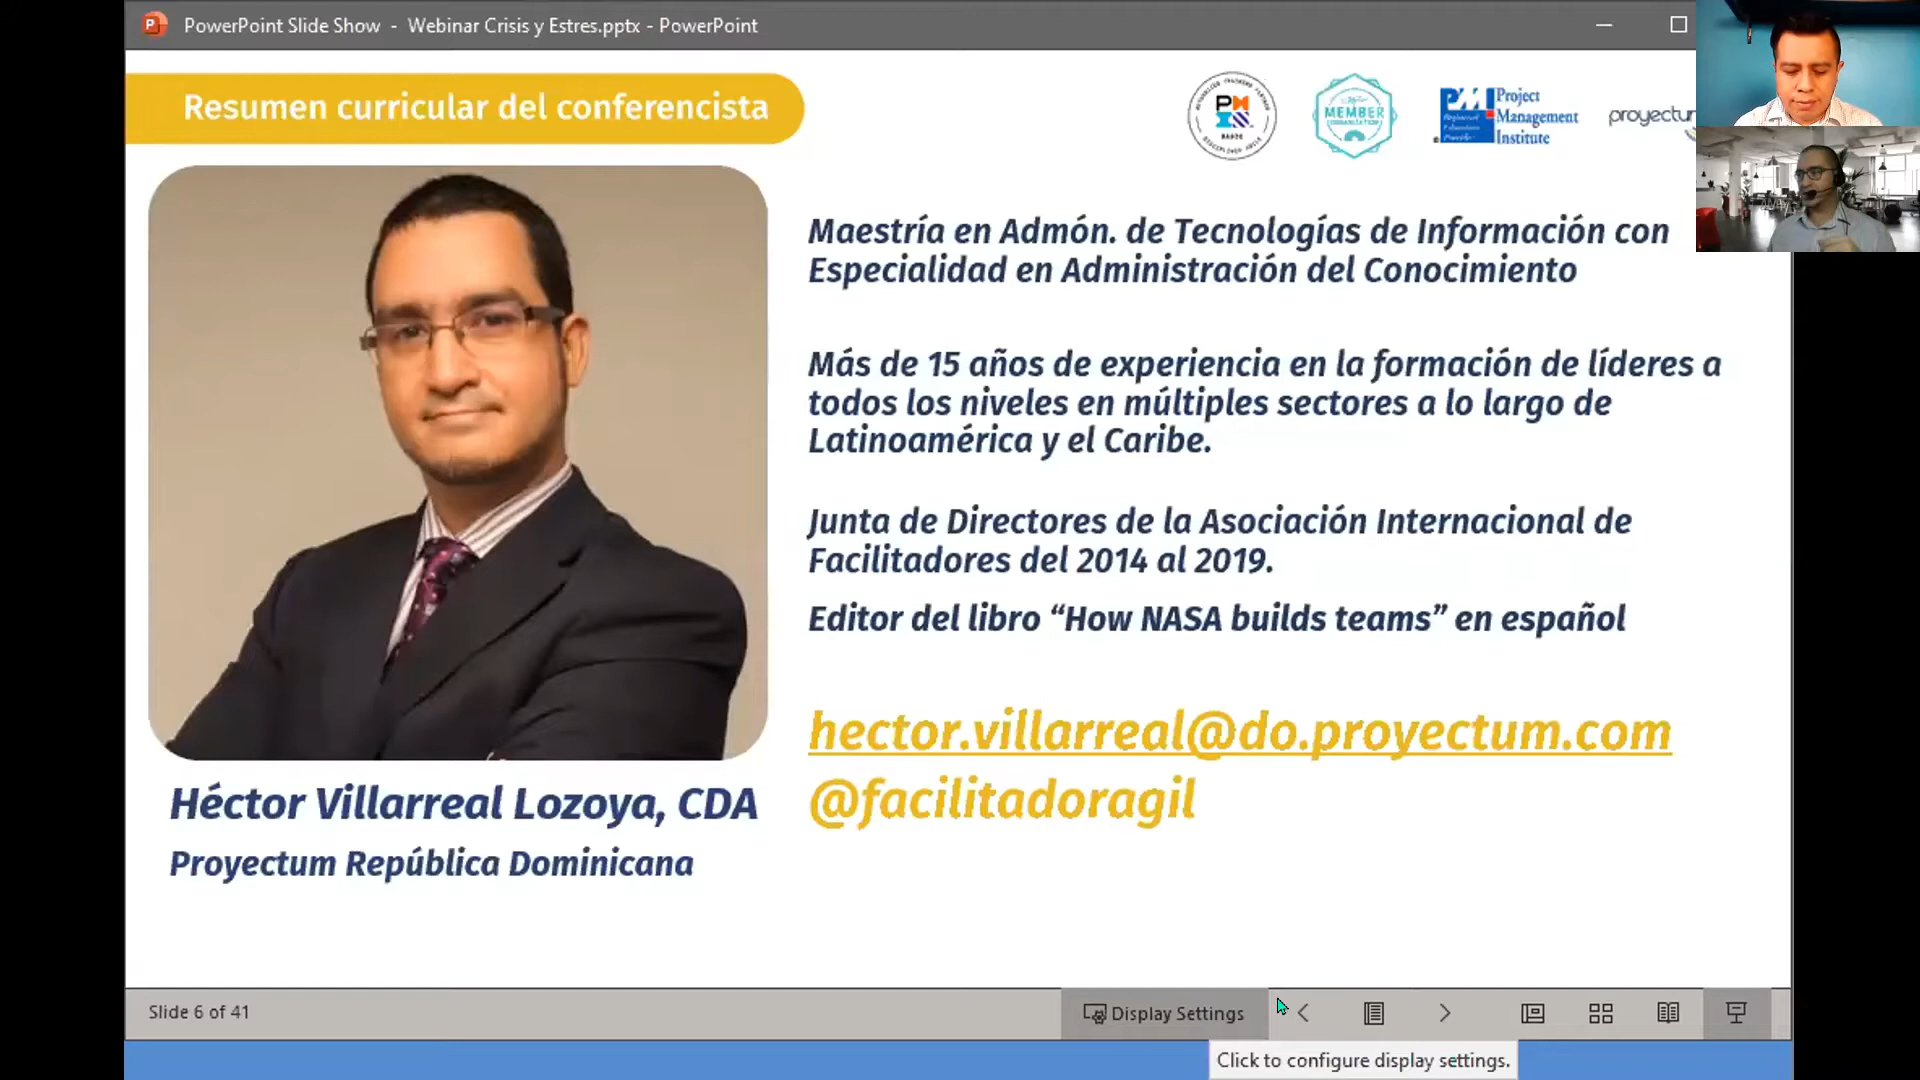 PowerPoint Slide Show - Webinar Crisis y Estres.pptx - PowerPoint
Resumen curricular del conferencista
PM
MEMBER
ORGANIZATION
PMI
Project
Management
Institute
proyectum
Maestría en Admón. de Tecnologías de Información con
Especialidad en Administración del Conocimiento
Más de 15 años de experiencia en la formación de líderes a
todos los niveles en múltiples sectores a lo largo de
Latinoamérica y el Caribe.
Junta de Directores de la Asociación Internacional de
Facilitadores del 2014 al 2019.
Editor del libro “How NASA builds teams” en español
hector.villarreal@do.proyectum.com
@facilitadoragil
Héctor Villarreal Lozoya, CDA
Proyectum República Dominicana
Slide 6 of 41
Display Settings
Click to configure display settings.